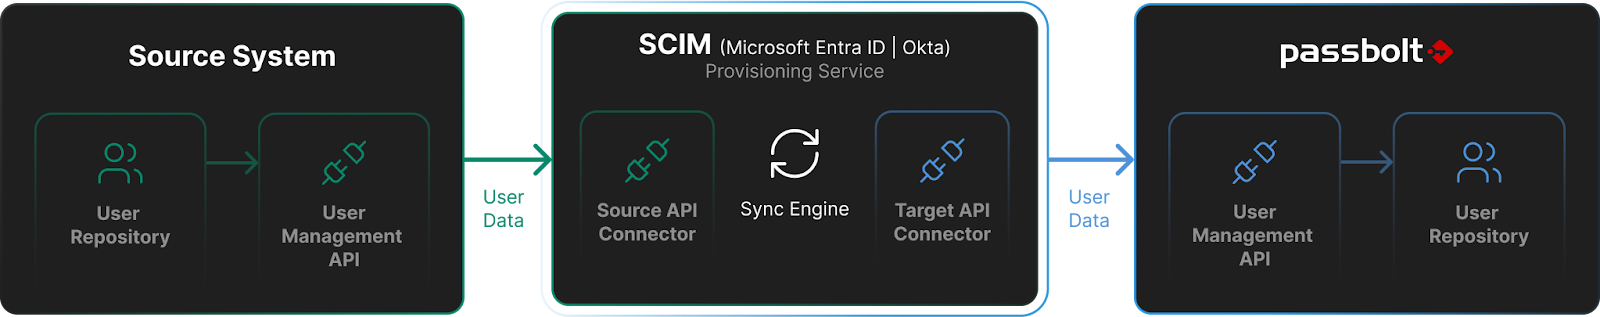 Source System
User
Repository
User
Management
API
User
Data
SCIM (Microsoft Entra ID | Okta)
Provisioning Service
Source API
Connector
Sync Engine
Target API
Connector
User
Data
passbolt
User
Management
API
User
Repository